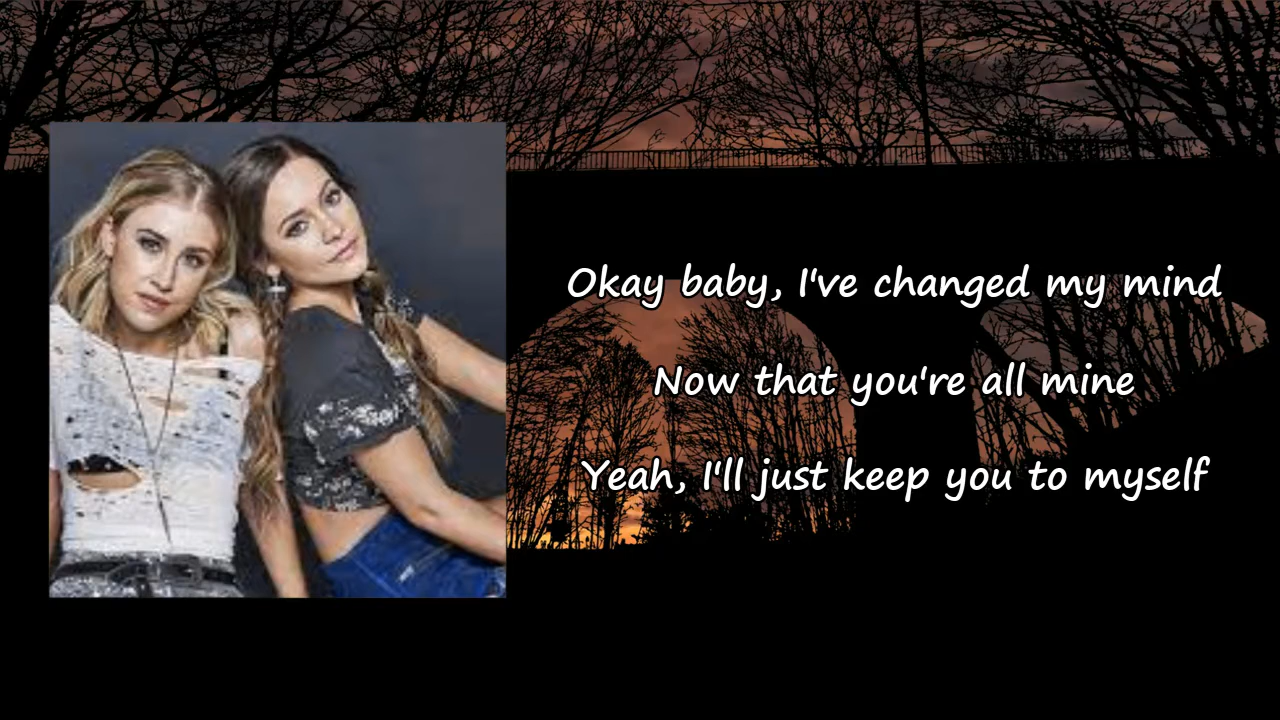 Okay baby, I've changed my mind
Now that you're all mine
Yeah, I'll just keep you to myself